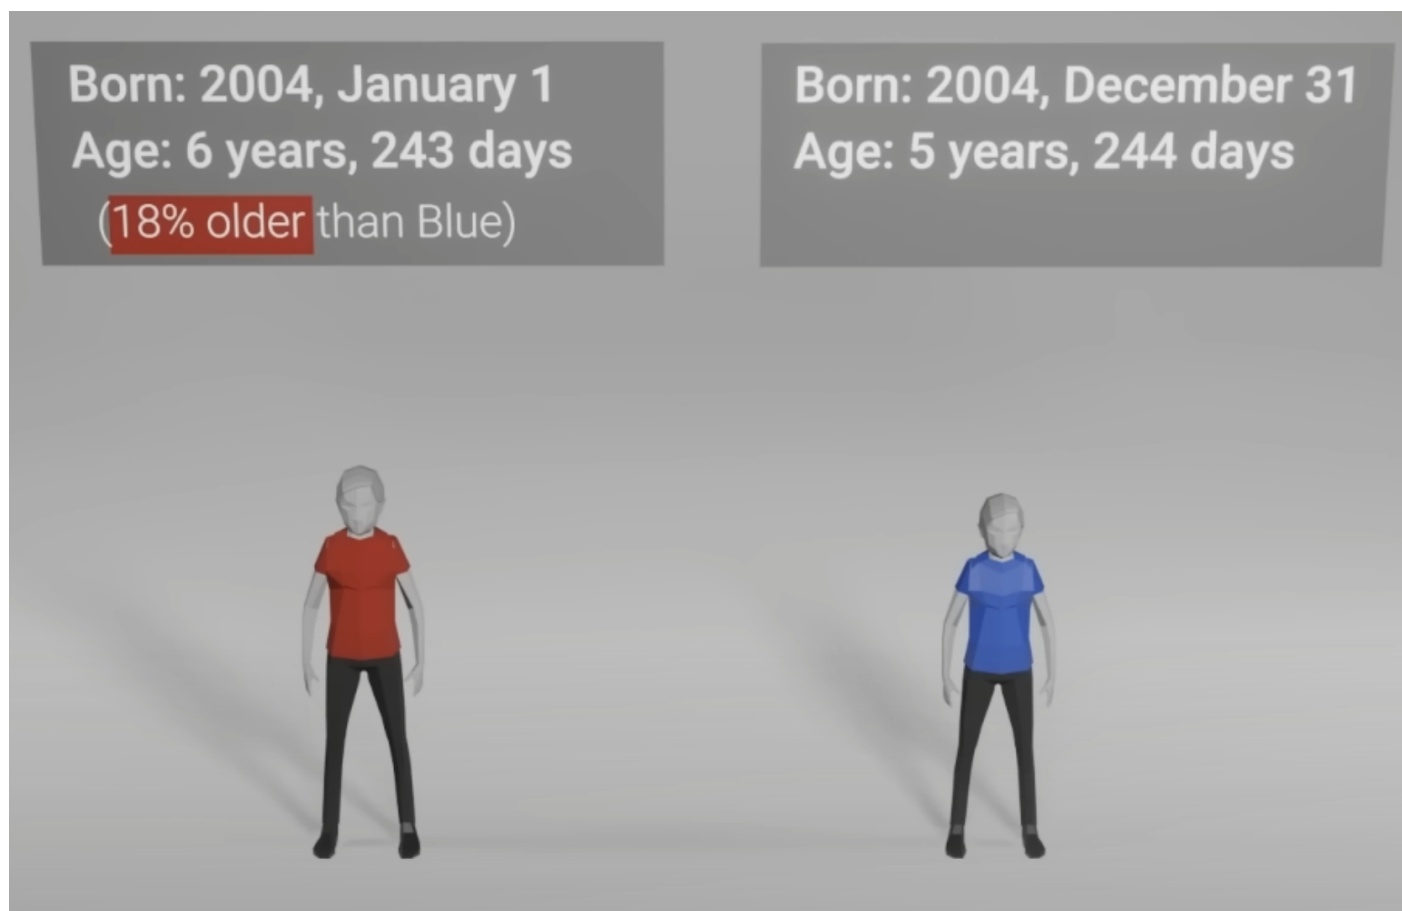 Born: 2004, January 1
Age: 6 years, 243 days
(18% older than Blue)
Born: 2004, December 31
Age: 5 years, 244 days